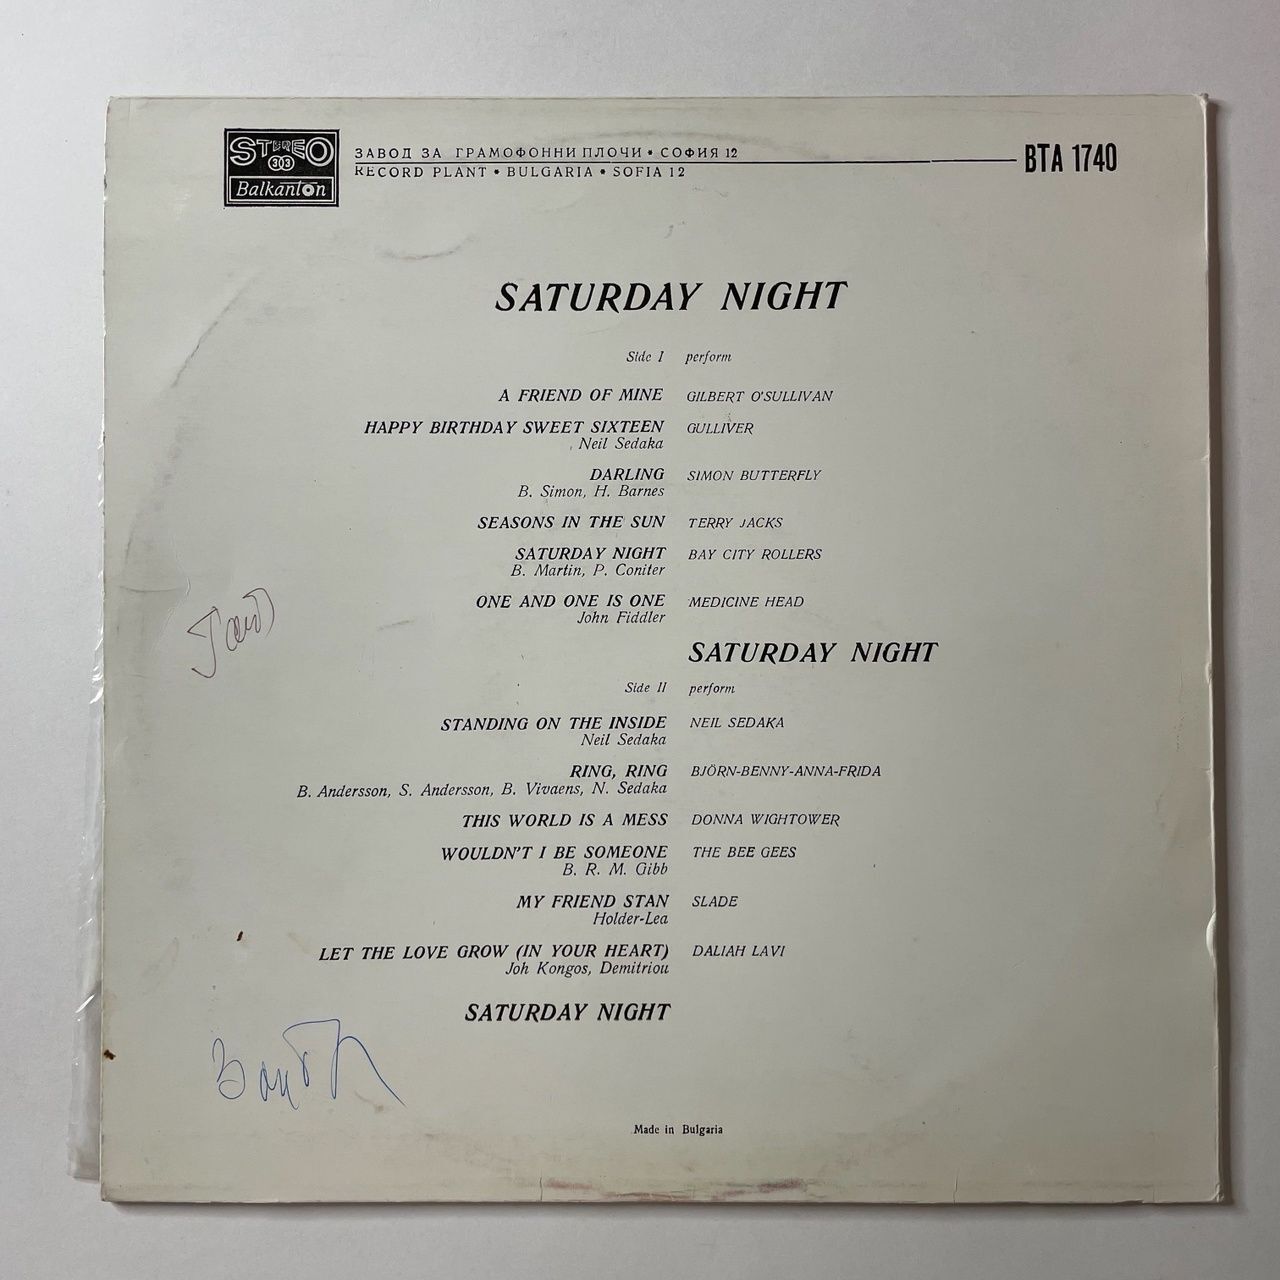 STEREO
303
Balkanton
ЗАВОД ЗА ГРАМОФОННИ ПЛОЧИ • СОФИЯ 12
RECORD PLANT • BULGARIA • SOFIA 12
BTA 1740
SATURDAY NIGHT
Side I perform
A FRIEND OF MINE GILBERT O'SULLIVAN
HAPPY BIRTHDAY SWEET SIXTEEN GULLIVER
Neil Sedaka
DARLING SIMON BUTTERFLY
B. Simon, H. Barnes
SEASONS IN THE SUN TERRY JACKS
SATURDAY NIGHT BAY CITY ROLLERS
B. Martin, P. Coniter
ONE AND ONE IS ONE MEDICINE HEAD
John Fiddler
SATURDAY NIGHT
Side II perform
STANDING ON THE INSIDE NEIL SEDAKA
Neil Sedaka
RING, RING BJÖRN-BENNY-ANNA-FRIDA
B. Andersson, S. Andersson, B. Vivaens, N. Sedaka
THIS WORLD IS A MESS DONNA WIGHTOWER
WOULDN'T I BE SOMEONE THE BEE GEES
B. R. M. Gibb
MY FRIEND STAN SLADE
Holder-Lea
LET THE LOVE GROW (IN YOUR HEART) DALIAH LAVI
Joh Kongos, Demitriou
SATURDAY NIGHT
Made in Bulgaria